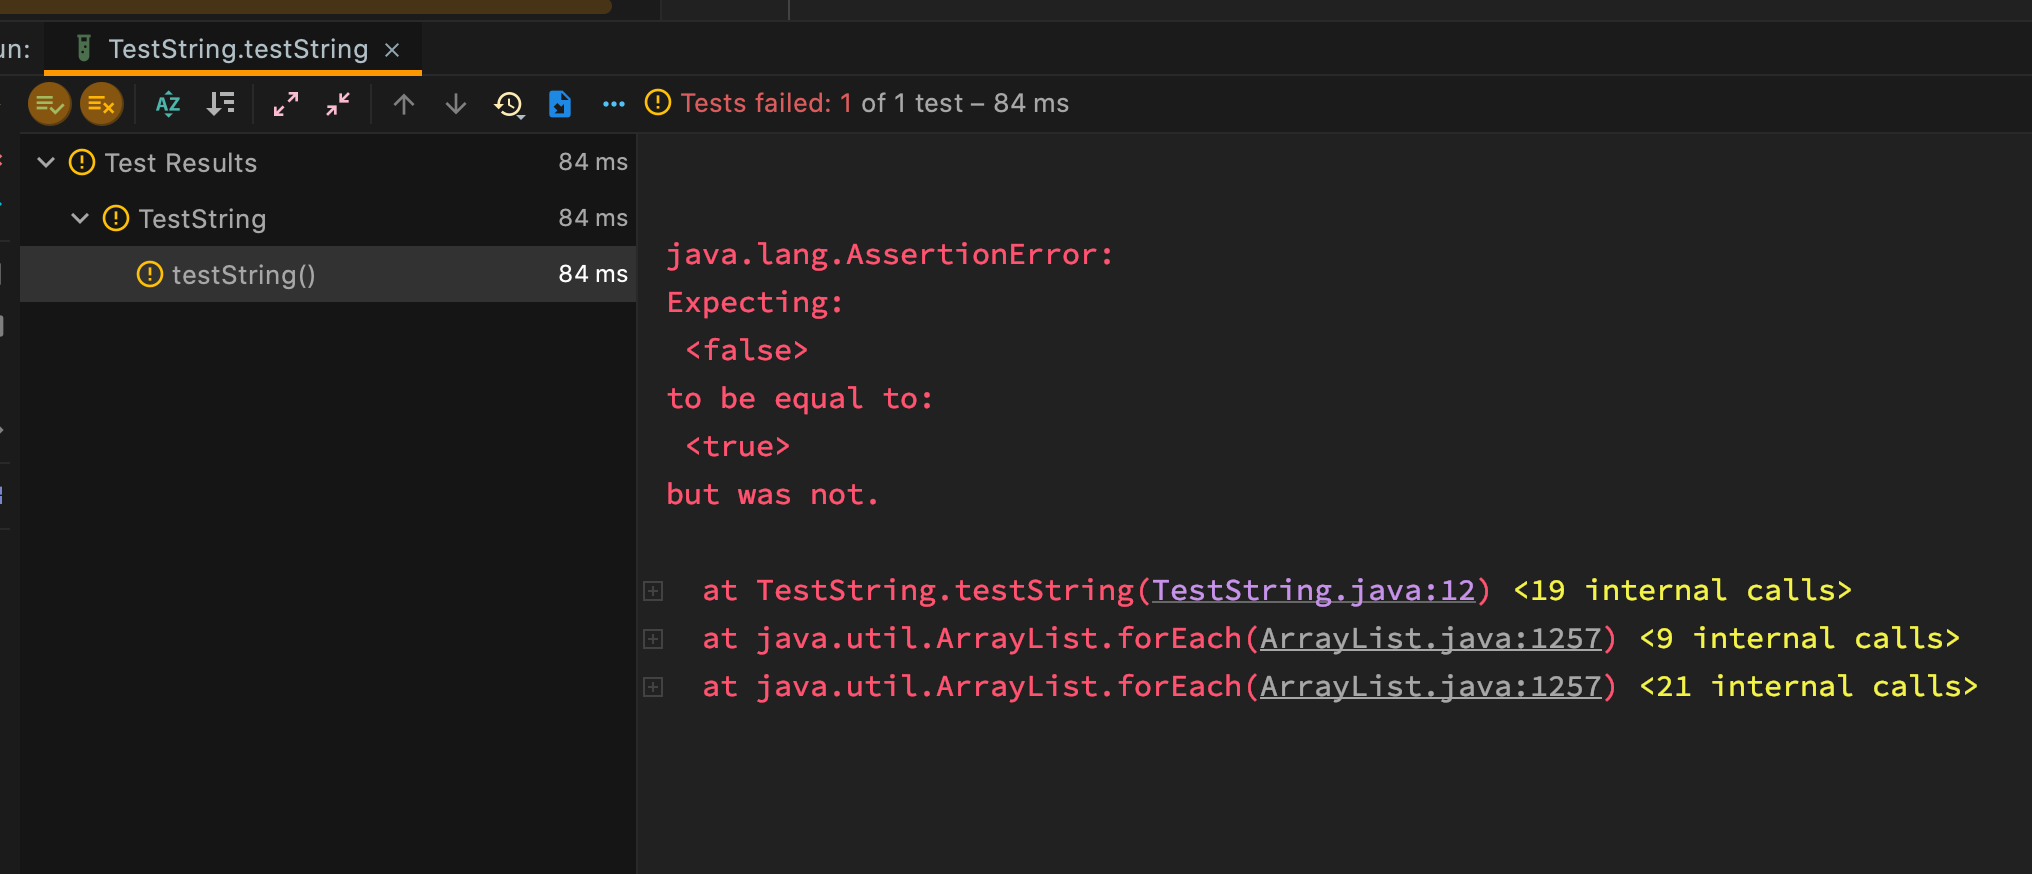 un:
TestString.testString ×
AZ
Tests failed: 1 of 1 test – 84 ms
Test Results 84 ms
TestString 84 ms
testString() 84 ms
java.lang.AssertionError:
Expecting:
<false>
to be equal to:
<true>
but was not.
at TestString.testString(TestString.java:12) <19 internal calls>
at java.util.ArrayList.forEach(ArrayList.java:1257) <9 internal calls>
at java.util.ArrayList.forEach(ArrayList.java:1257) <21 internal calls>